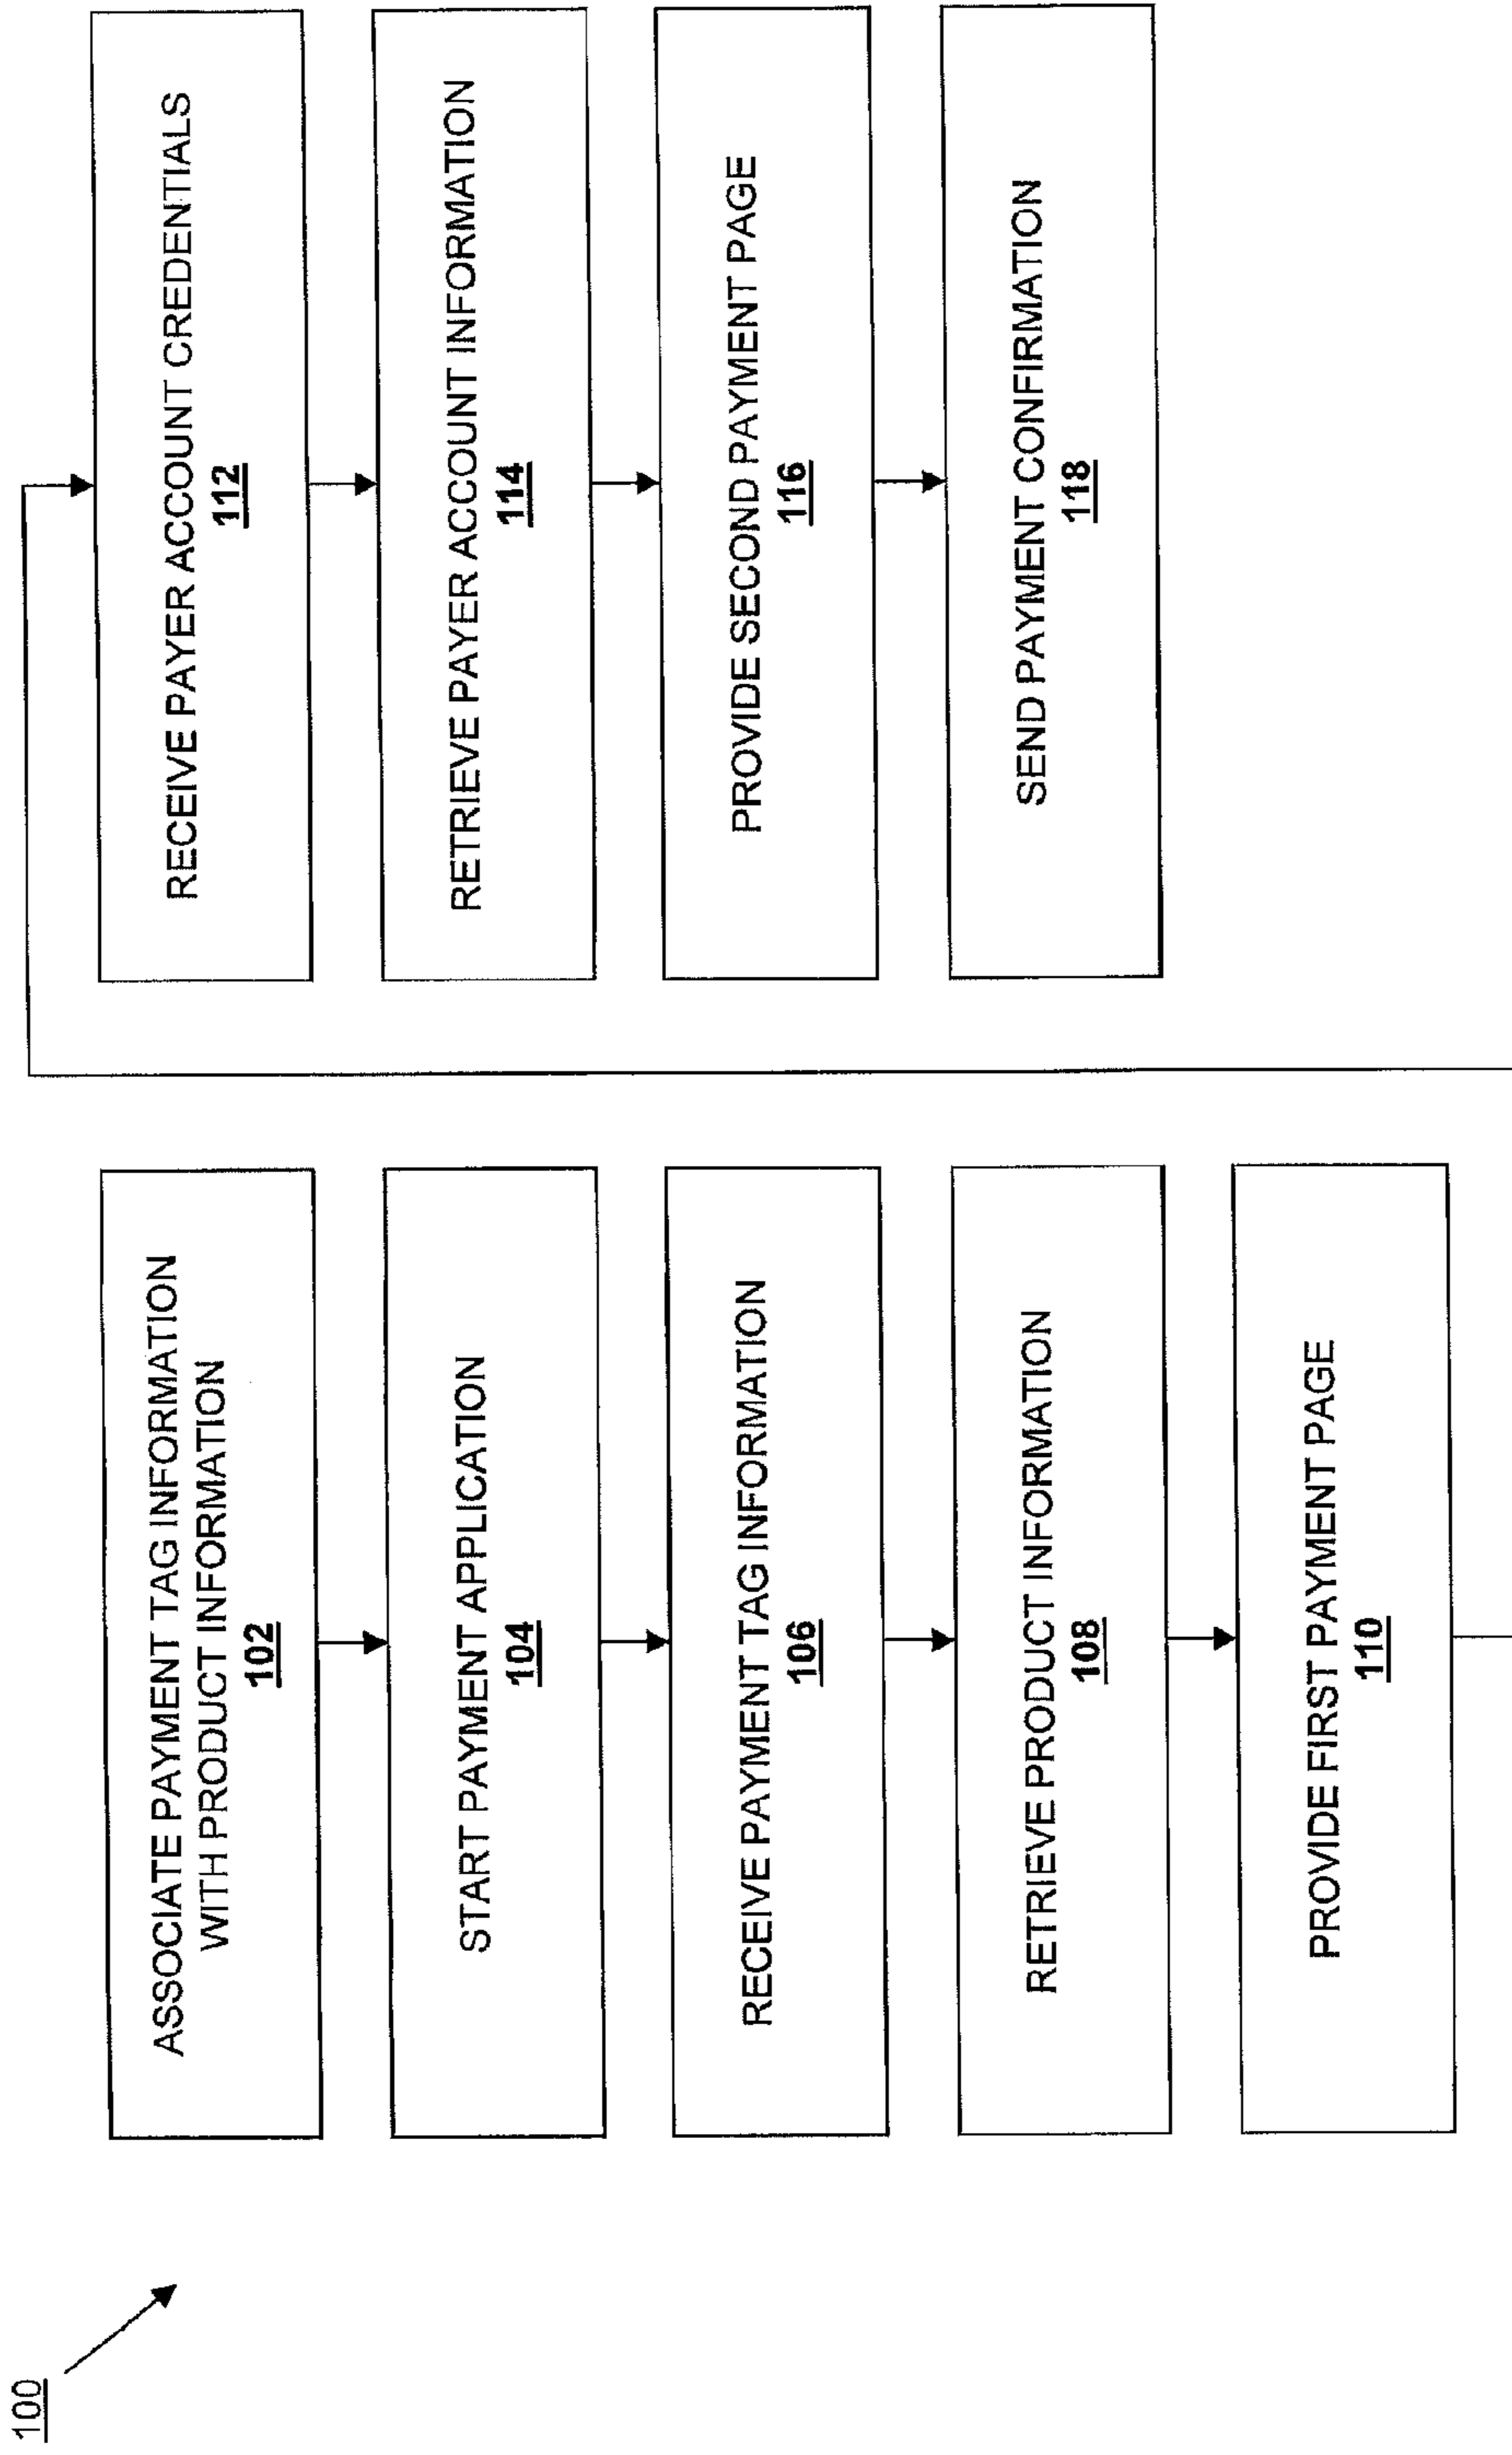 100
ASSOCIATE PAYMENT TAG INFORMATION
WITH PRODUCT INFORMATION
102
START PAYMENT APPLICATION
104
RECEIVE PAYMENT TAG INFORMATION
106
RETRIEVE PRODUCT INFORMATION
108
PROVIDE FIRST PAYMENT PAGE
110
RECEIVE PAYER ACCOUNT CREDENTIALS
112
RETRIEVE PAYER ACCOUNT INFORMATION
114
PROVIDE SECOND PAYMENT PAGE
116
SEND PAYMENT CONFIRMATION
118